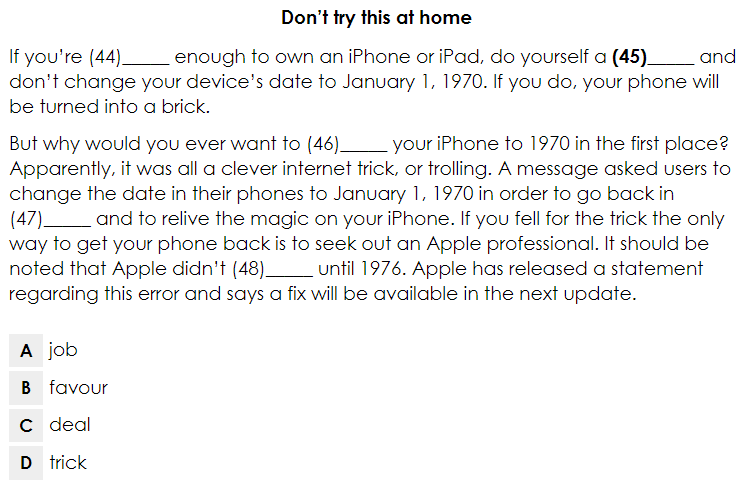 Don’t try this at home
If you’re (44)_____ enough to own an iPhone or iPad, do yourself a (45)_____ and
don’t change your device’s date to January 1, 1970. If you do, your phone will
be turned into a brick.
But why would you ever want to (46)_____ your iPhone to 1970 in the first place?
Apparently, it was all a clever internet trick, or trolling. A message asked users to
change the date in their phones to January 1, 1970 in order to go back in
(47)_____ and to relive the magic on your iPhone. If you fell for the trick the only
way to get your phone back is to seek out an Apple professional. It should be
noted that Apple didn’t (48)_____ until 1976. Apple has released a statement
regarding this error and says a fix will be available in the next update.
A job
B favour
C deal
D trick